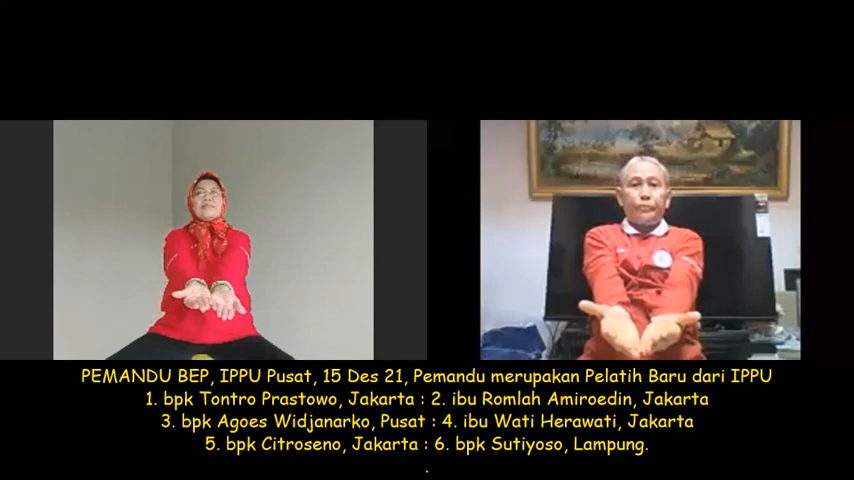 PEMANDU BEP, IPPU Pusat, 15 Des 21, Pemandu merupakan Pelatih Baru dari IPPU
1. bpk Tontro Prastowo, Jakarta : 2. ibu Romlah Amiroedin, Jakarta
3. bpk Agoes Widjanarko, Pusat : 4. ibu Wati Herawati, Jakarta
5. bpk Citroseno, Jakarta : 6. bpk Sutiyoso, Lampung.
.